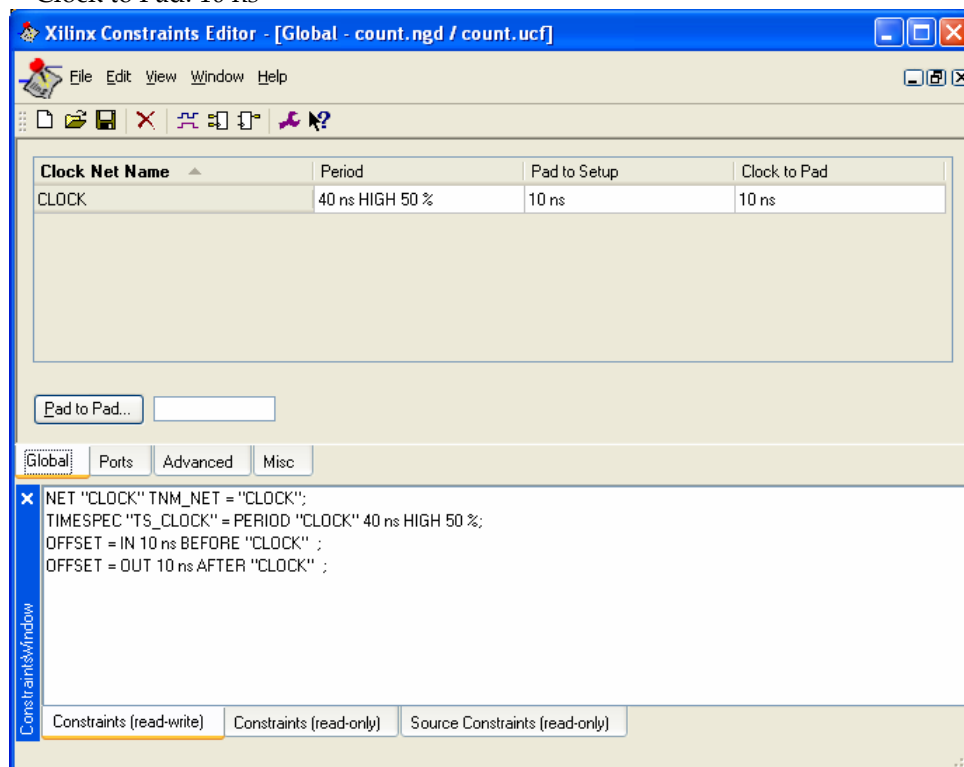 Clock to Pad: 10 ns
Xilinx Constraints Editor - [Global - count.ngd / count.ucf]
File Edit View Window Help
Clock Net Name Period Pad to Setup Clock to Pad
CLOCK 40 ns HIGH 50 % 10 ns 10 ns
Pad to Pad...
Global Ports Advanced Misc
NET "CLOCK" TNM_NET = "CLOCK";
TIMESPEC "TS_CLOCK" = PERIOD "CLOCK" 40 ns HIGH 50 %;
OFFSET = IN 10 ns BEFORE "CLOCK" ;
OFFSET = OUT 10 ns AFTER "CLOCK" ;
ConstraintsWindow
Constraints (read-write) Constraints (read-only) Source Constraints (read-only)